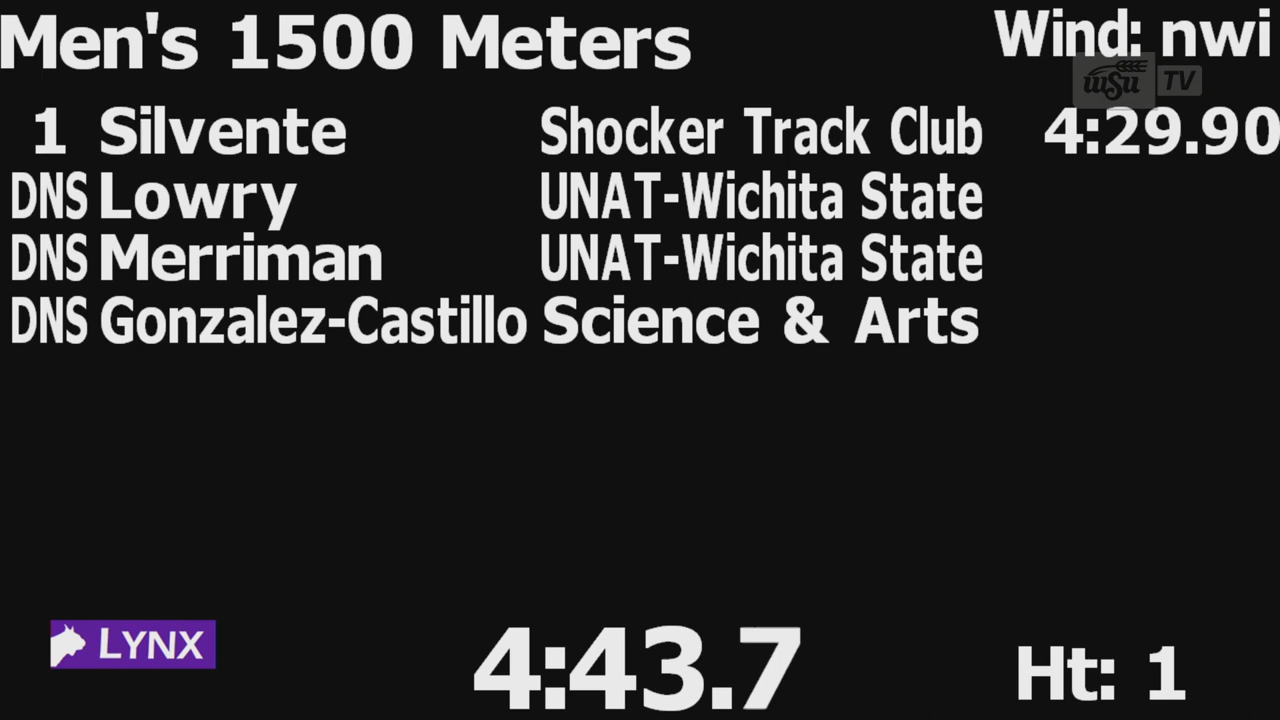 Men's 1500 Meters Wind: nwi
WSU TV
1 Silvente Shocker Track Club 4:29.90
DNS Lowry UNAT-Wichita State
DNS Merriman UNAT-Wichita State
DNS Gonzalez-Castillo Science & Arts
LYNX 4:43.7 Ht: 1